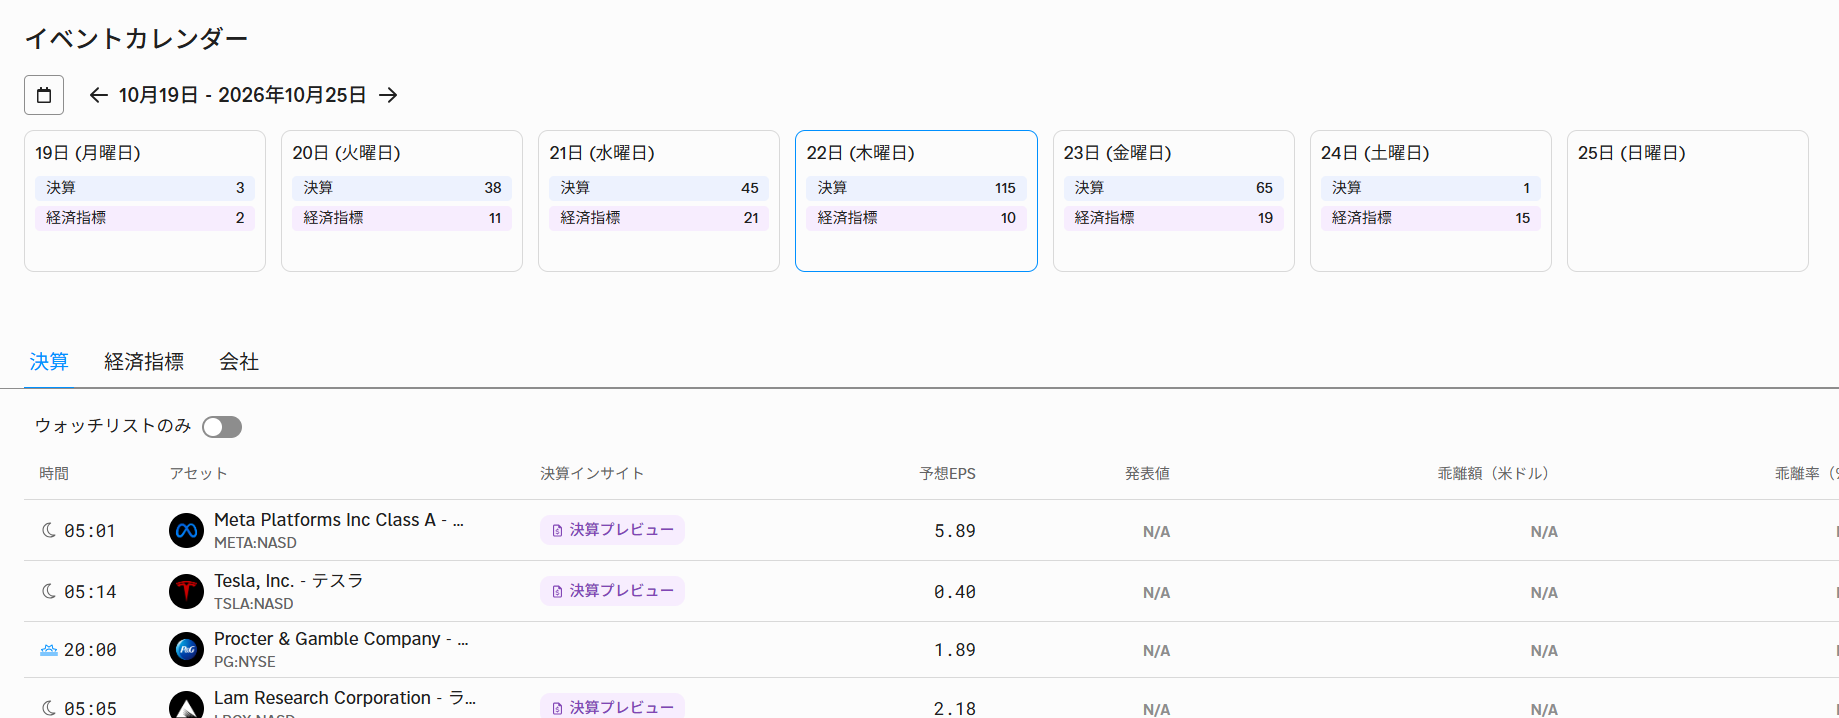 イベントカレンダー
10月19日 - 2026年10月25日
19日 (月曜日)
決算 3
経済指標 2
20日 (火曜日)
決算 38
経済指標 11
21日 (水曜日)
決算 45
経済指標 21
22日 (木曜日)
決算 115
経済指標 10
23日 (金曜日)
決算 65
経済指標 19
24日 (土曜日)
決算 1
経済指標 15
25日 (日曜日)
決算 経済指標 会社
ウォッチリストのみ
時間 アセット 決算インサイト 予想EPS 発表値 乖離額（米ドル） 乖離率（
05:01 Meta Platforms Inc Class A - ... 決算プレビュー 5.89 N/A N/A
META:NASD
05:14 Tesla, Inc. - テスラ 決算プレビュー 0.40 N/A N/A
TSLA:NASD
20:00 P&G Procter & Gamble Company - ... 1.89 N/A N/A
PG:NYSE
05:05 Lam Research Corporation - ラ... 決算プレビュー 2.18 N/A N/A